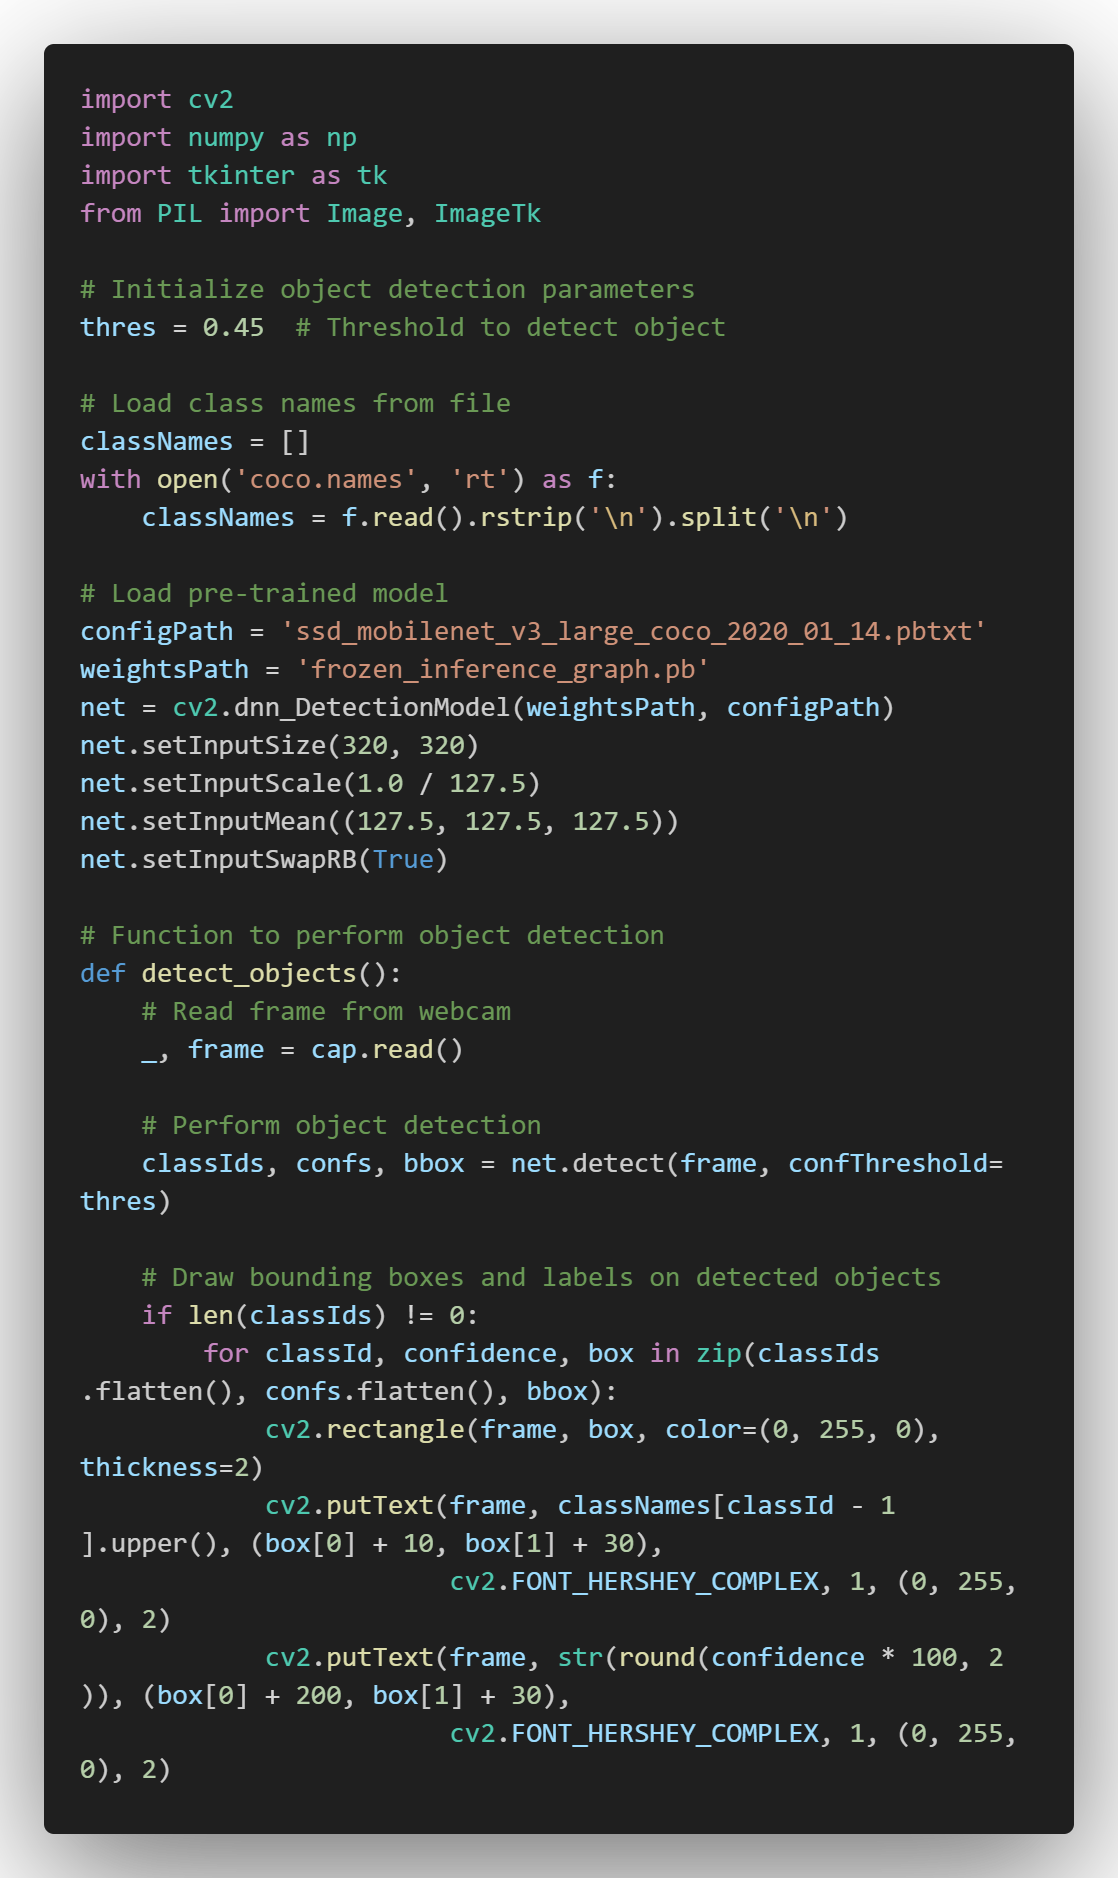 import cv2
import numpy as np
import tkinter as tk
from PIL import Image, ImageTk

# Initialize object detection parameters
thres = 0.45  # Threshold to detect object

# Load class names from file
classNames = []
with open('coco.names', 'rt') as f:
    classNames = f.read().rstrip('\n').split('\n')

# Load pre-trained model
configPath = 'ssd_mobilenet_v3_large_coco_2020_01_14.pbtxt'
weightsPath = 'frozen_inference_graph.pb'
net = cv2.dnn_DetectionModel(weightsPath, configPath)
net.setInputSize(320, 320)
net.setInputScale(1.0 / 127.5)
net.setInputMean((127.5, 127.5, 127.5))
net.setInputSwapRB(True)

# Function to perform object detection
def detect_objects():
    # Read frame from webcam
    _, frame = cap.read()

    # Perform object detection
    classIds, confs, bbox = net.detect(frame, confThreshold=
thres)

    # Draw bounding boxes and labels on detected objects
    if len(classIds) != 0:
        for classId, confidence, box in zip(classIds
.flatten(), confs.flatten(), bbox):
            cv2.rectangle(frame, box, color=(0, 255, 0),
thickness=2)
            cv2.putText(frame, classNames[classId - 1
].upper(), (box[0] + 10, box[1] + 30),
                        cv2.FONT_HERSHEY_COMPLEX, 1, (0, 255,
0), 2)
            cv2.putText(frame, str(round(confidence * 100, 2
)), (box[0] + 200, box[1] + 30),
                        cv2.FONT_HERSHEY_COMPLEX, 1, (0, 255,
0), 2)